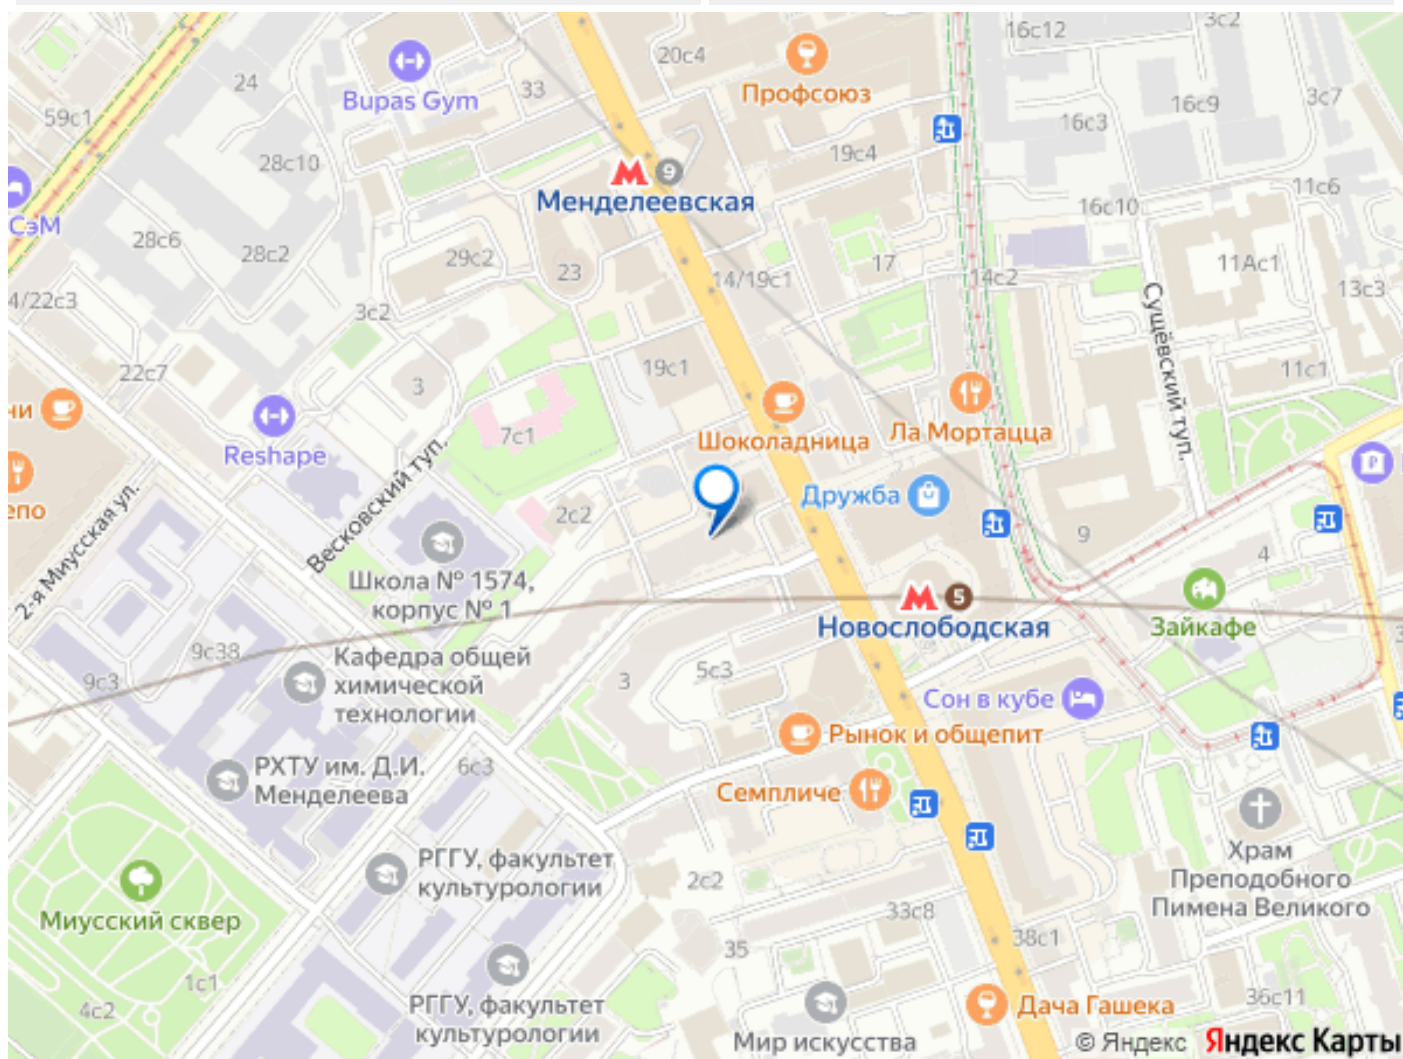 3с2
16с12
20с4
Профсоюз
24
33
Bupas Gym
16с9
3с7
59с1
16с3
19с4
28с10
9
Менделеевская
11с6
16с10
СэМ
28с6
28с2
29с2
23
17
14/19с1
14с2
11Ас1
13с3
4/22с3
3с2
Сущёвский туп.
22с7
3
19с1
11с1
чи
7с1
Шоколадница
Ла Мортацца
Reshape
Весковский туп.
епо
Дружба
2с2
2-я Миусская ул.
9
4
Школа № 1574,
корпус № 1
5
Новослободская
Зайкафе
9с38
Кафедра общей
химической
технологии
9с3
3
5с3
Сон в кубе
Рынок и общепит
РХТУ им. Д.И.
Менделеева
6с3
Семпличе
Храм
Преподобного
Пимена Великого
РГГУ, факультет
культурологии
2с2
Миусский сквер
33с8
35
38с1
1с1
4с2
РГГУ, факультет
культурологии
Мир искусства
Дача Гашека
36с11
© Яндекс Яндекс Карты